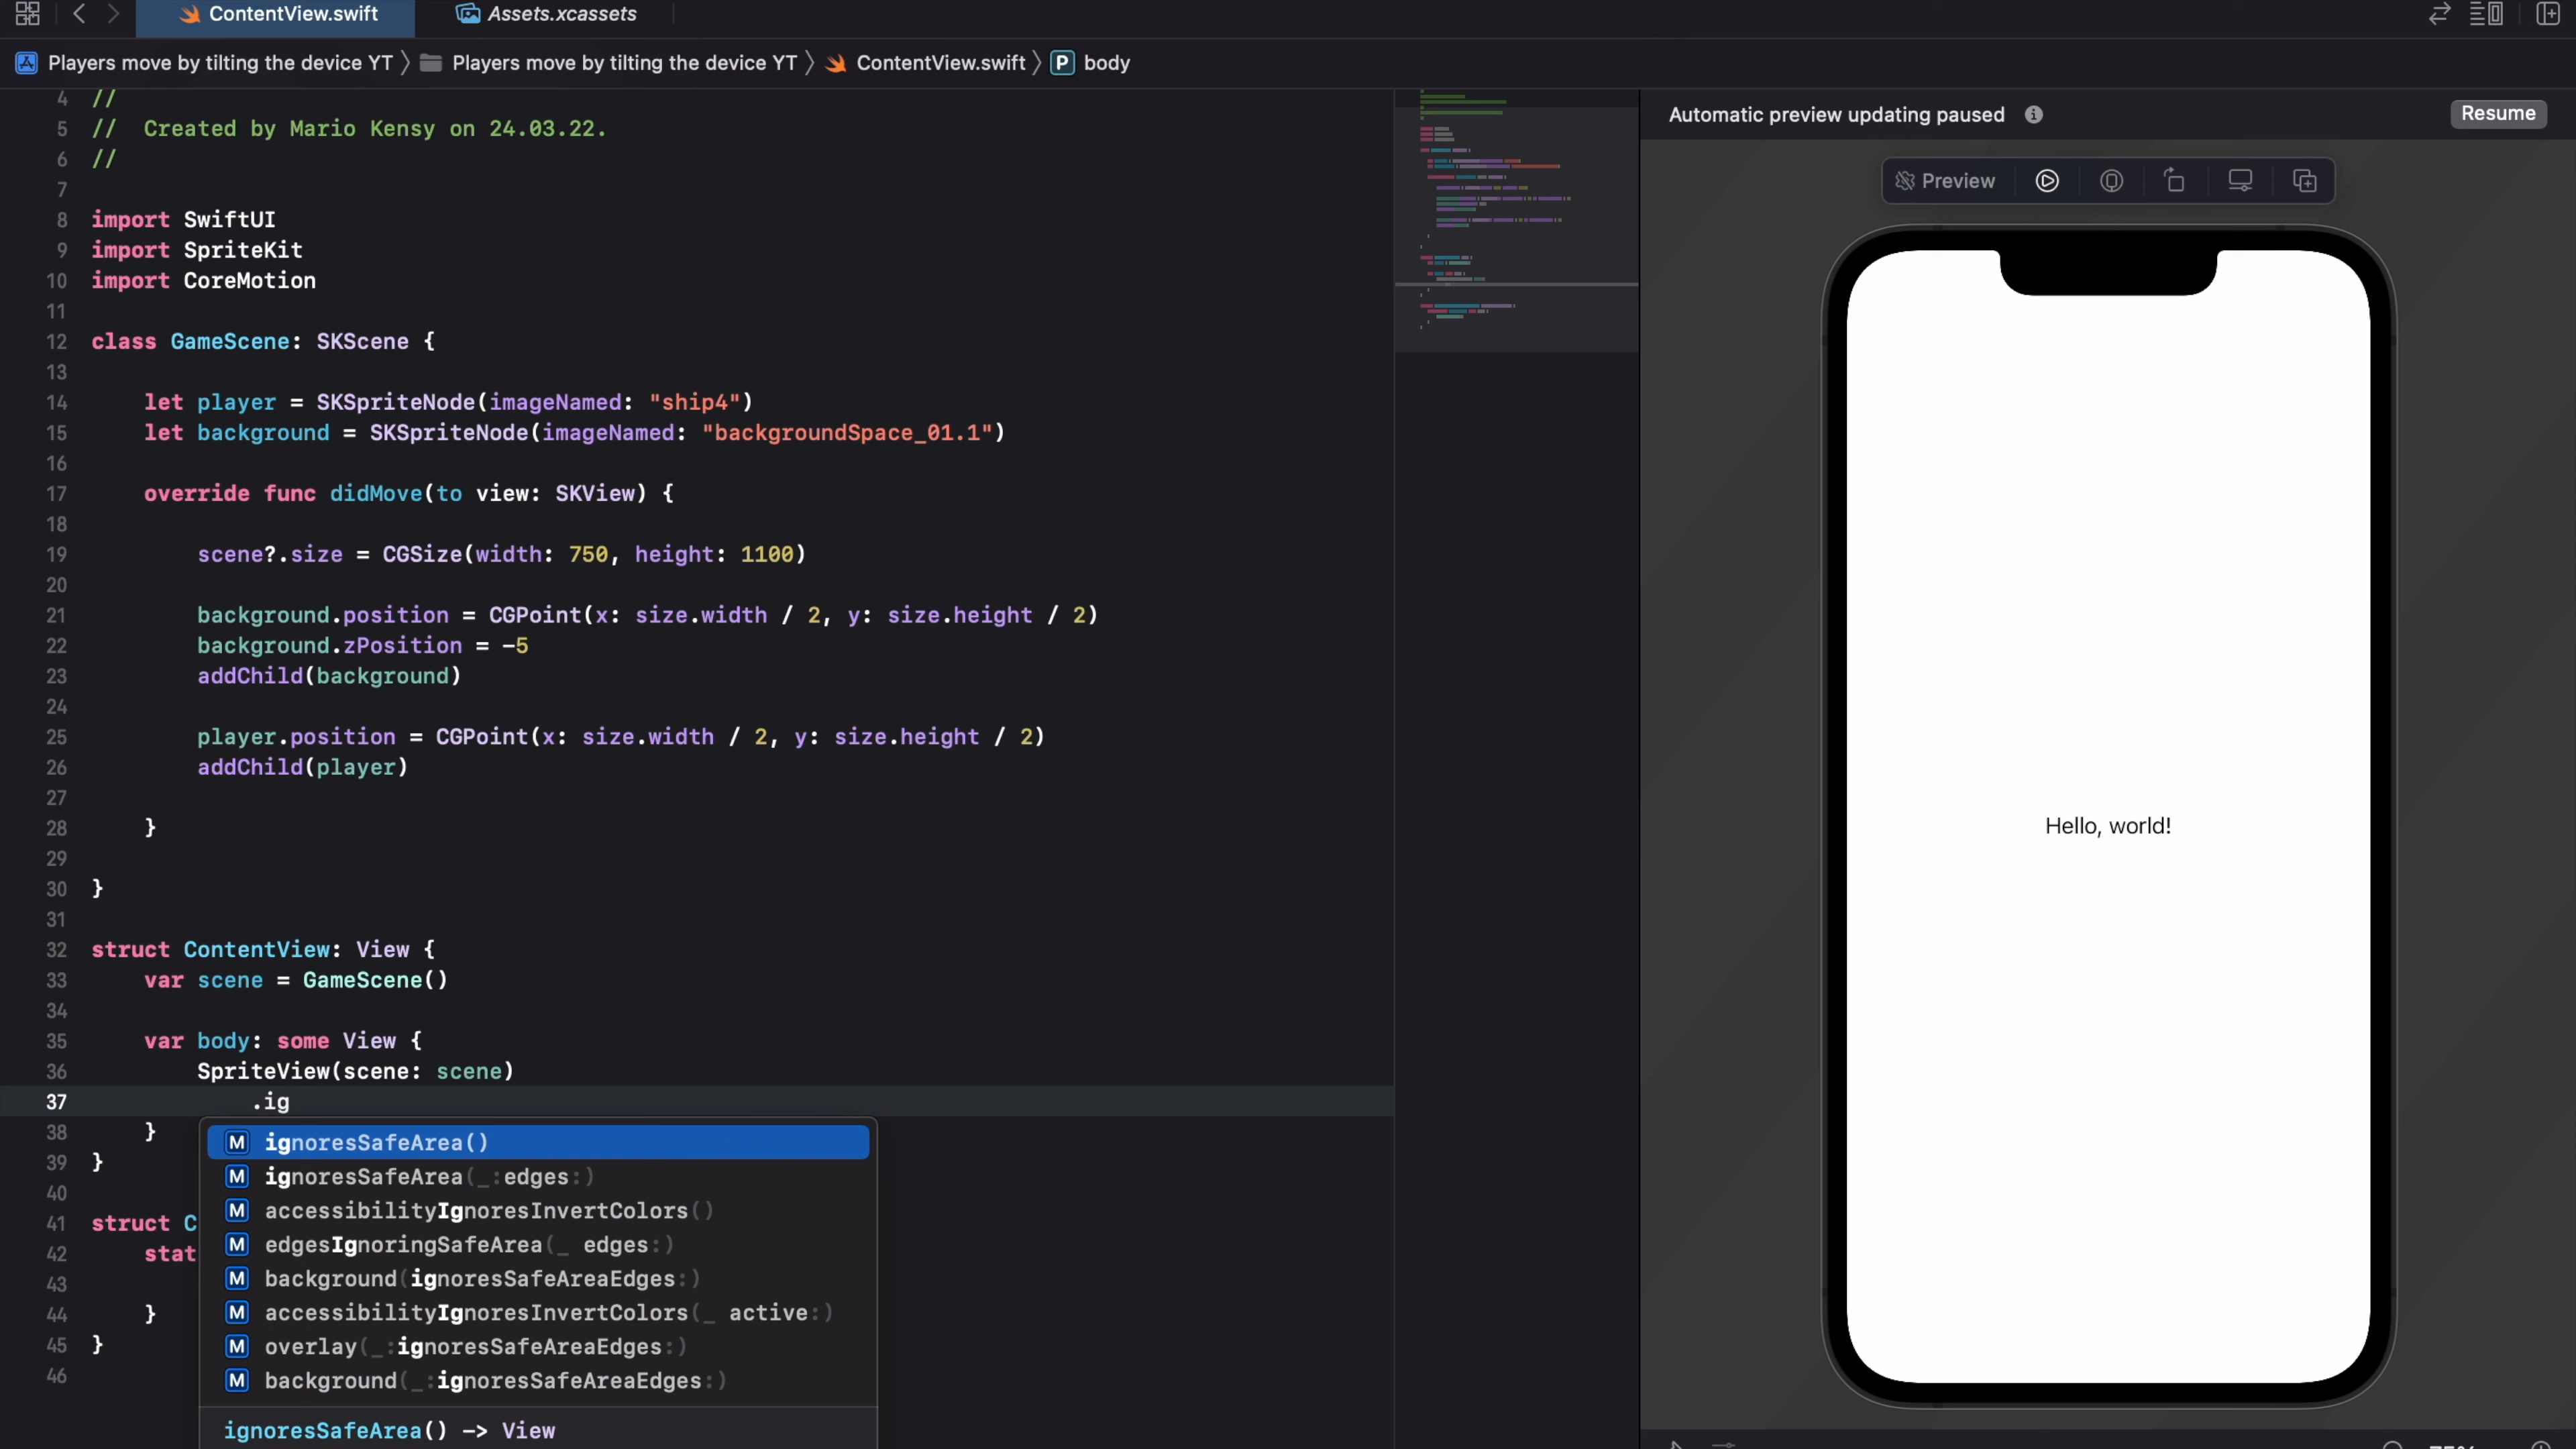 ContentView.swift
Assets.xcassets
Players move by tilting the device YT
Players move by tilting the device YT
ContentView.swift
P
body
4 //
5 //  Created by Mario Kensy on 24.03.22.
6 //
7
8 import SwiftUI
9 import SpriteKit
10 import CoreMotion
11
12 class GameScene: SKScene {
13
14 let player = SKSpriteNode(imageNamed: "ship4")
15 let background = SKSpriteNode(imageNamed: "backgroundSpace_01.1")
16
17 override func didMove(to view: SKView) {
18
19 scene?.size = CGSize(width: 750, height: 1100)
20
21 background.position = CGPoint(x: size.width / 2, y: size.height / 2)
22 background.zPosition = -5
23 addChild(background)
24
25 player.position = CGPoint(x: size.width / 2, y: size.height / 2)
26 addChild(player)
27
28 }
29
30 }
31
32 struct ContentView: View {
33 var scene = GameScene()
34
35 var body: some View {
36 SpriteView(scene: scene)
37 .ig
38 }
39 }
40
41 struct C
42 stat
43
44 }
45 }
46
M ignoresSafeArea()
M ignoresSafeArea(_:edges:)
M accessibilityIgnoresInvertColors()
M edgesIgnoringSafeArea(_ edges:)
M background(ignoresSafeAreaEdges:)
M accessibilityIgnoresInvertColors(_ active:)
M overlay(_:ignoresSafeAreaEdges:)
M background(_:ignoresSafeAreaEdges:)
ignoresSafeArea() -> View
Automatic preview updating paused
Resume
Preview
Hello, world!